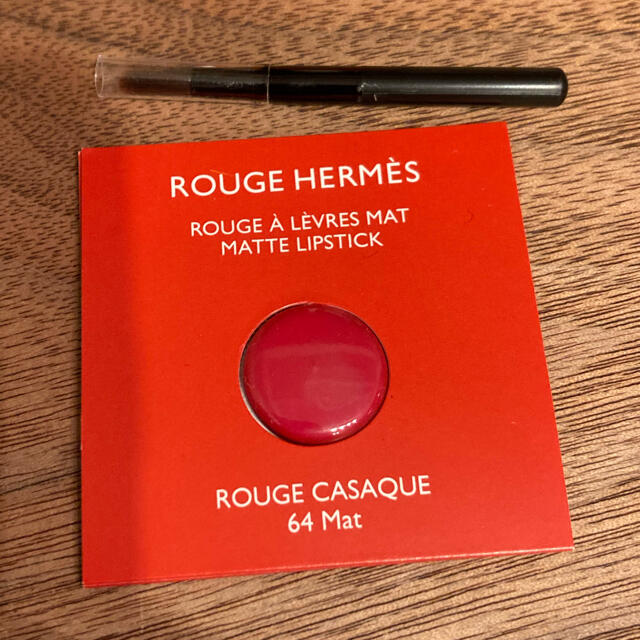 ROUGE HERMÈS
ROUGE À LÈVRES MAT
MATTE LIPSTICK
ROUGE CASAQUE
64 Mat